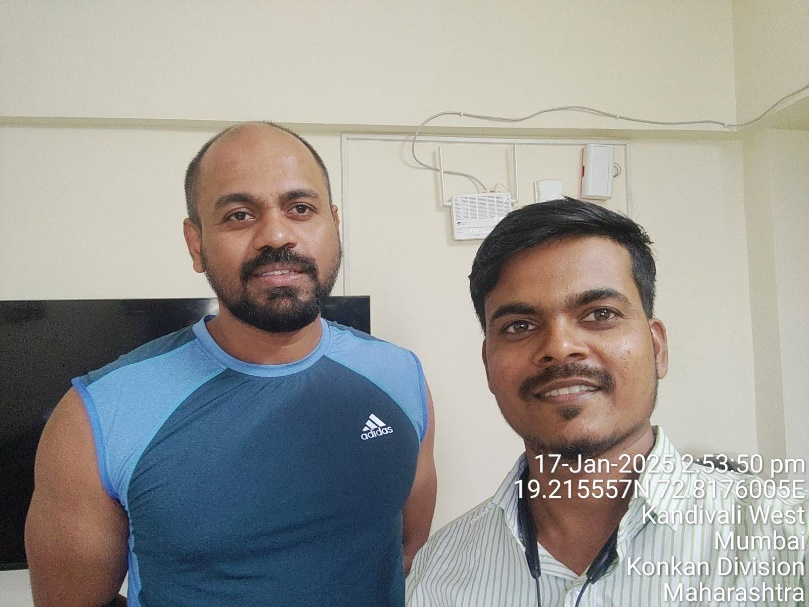 adidas
17-Jan-2025 2:53:50 pm
19.215557N 72.8176005E
Kandivali West
Mumbai
Konkan Division
Maharashtra